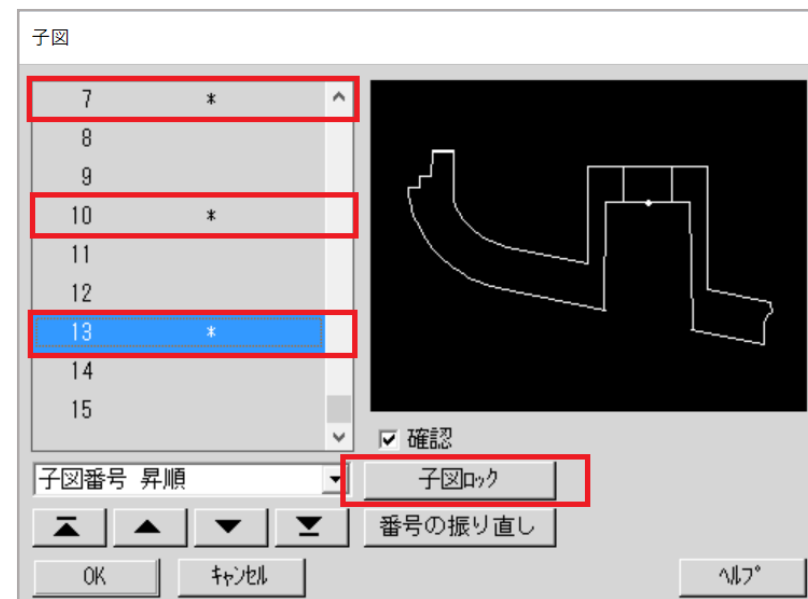 子図
7 *
8
9
10 *
11
12
13 *
14
15
確認
子図番号 昇順
子図ﾛｯｸ
番号の振り直し
OK
ｷｬﾝｾﾙ
ﾍﾙﾌﾟ